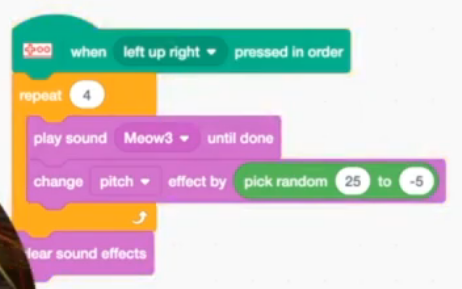 when left up right pressed in order
repeat 4
play sound Meow3 until done
change pitch effect by pick random 25 to -5
clear sound effects